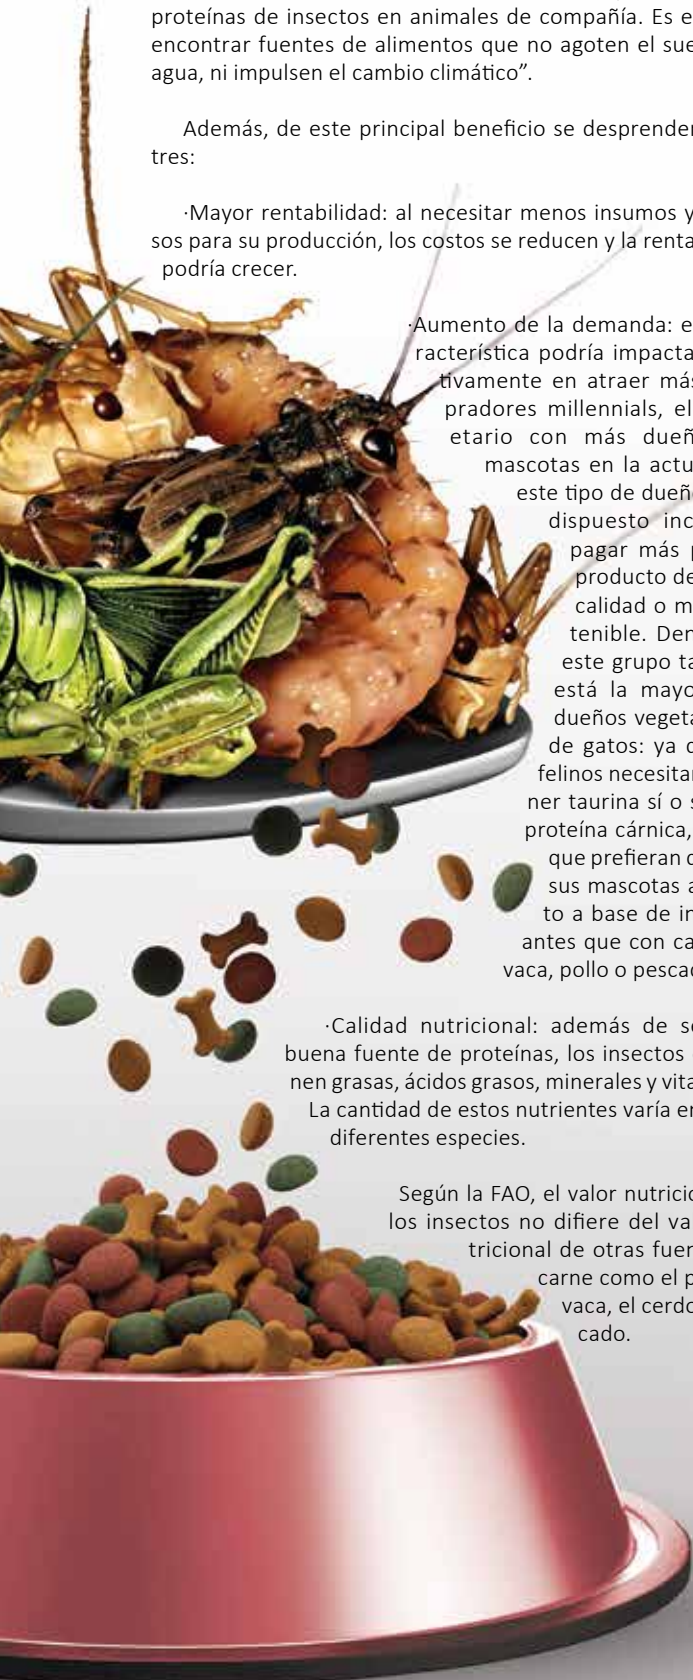 proteínas de insectos en animales de compañía. Es e
encontrar fuentes de alimentos que no agoten el sue
agua, ni impulsen el cambio climático”.
Además, de este principal beneficio se desprender
tres:
·Mayor rentabilidad: al necesitar menos insumos y
sos para su producción, los costos se reducen y la renta
podría crecer.
·Aumento de la demanda: e
racterística podría impacta
tivamente en atraer más
pradores millennials, el
etario con más dueñ
mascotas en la actu
este tipo de dueñ
dispuesto inc
pagar más p
producto de
calidad o m
tenible. Den
este grupo ta
está la mayo
dueños vegeta
de gatos: ya q
felinos necesitar
ner taurina sí o s
proteína cárnica,
que prefieran d
sus mascotas a
to a base de in
antes que con ca
vaca, pollo o pescad
·Calidad nutricional: además de se
buena fuente de proteínas, los insectos
nen grasas, ácidos grasos, minerales y vita
La cantidad de estos nutrientes varía er
diferentes especies.
Según la FAO, el valor nutricio
los insectos no difiere del va
tricional de otras fuer
carne como el p
vaca, el cerdo
cado.